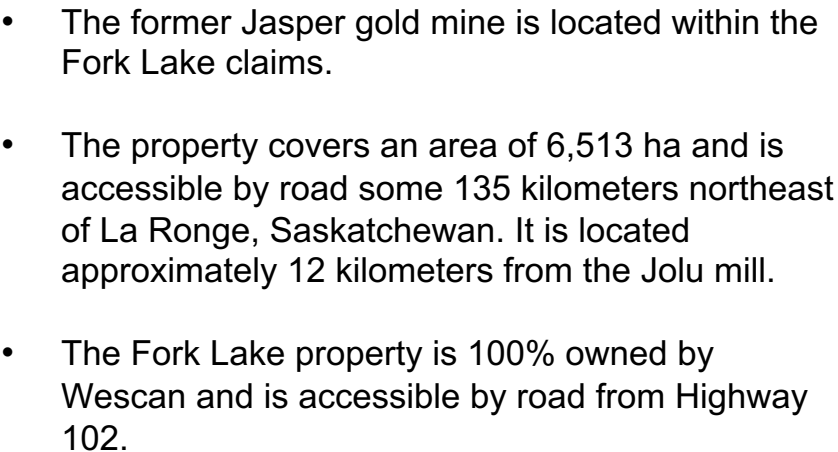 • The former Jasper gold mine is located within the
Fork Lake claims.
• The property covers an area of 6,513 ha and is
accessible by road some 135 kilometers northeast
of La Ronge, Saskatchewan. It is located
approximately 12 kilometers from the Jolu mill.
• The Fork Lake property is 100% owned by
Wescan and is accessible by road from Highway
102.